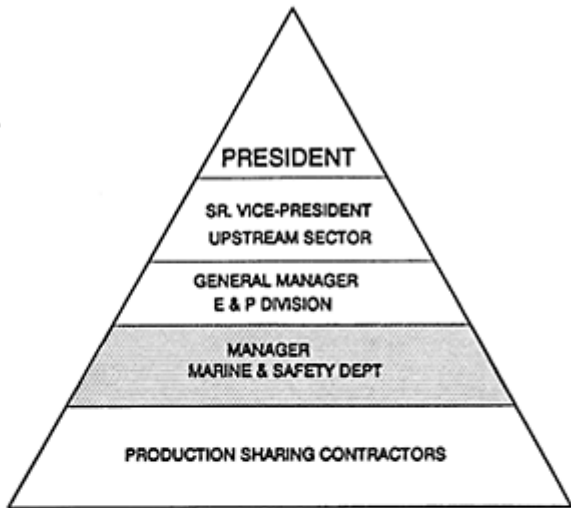 PRESIDENT
SR. VICE-PRESIDENT
UPSTREAM SECTOR
GENERAL MANAGER
E & P DIVISION
MANAGER
MARINE & SAFETY DEPT
PRODUCTION SHARING CONTRACTORS